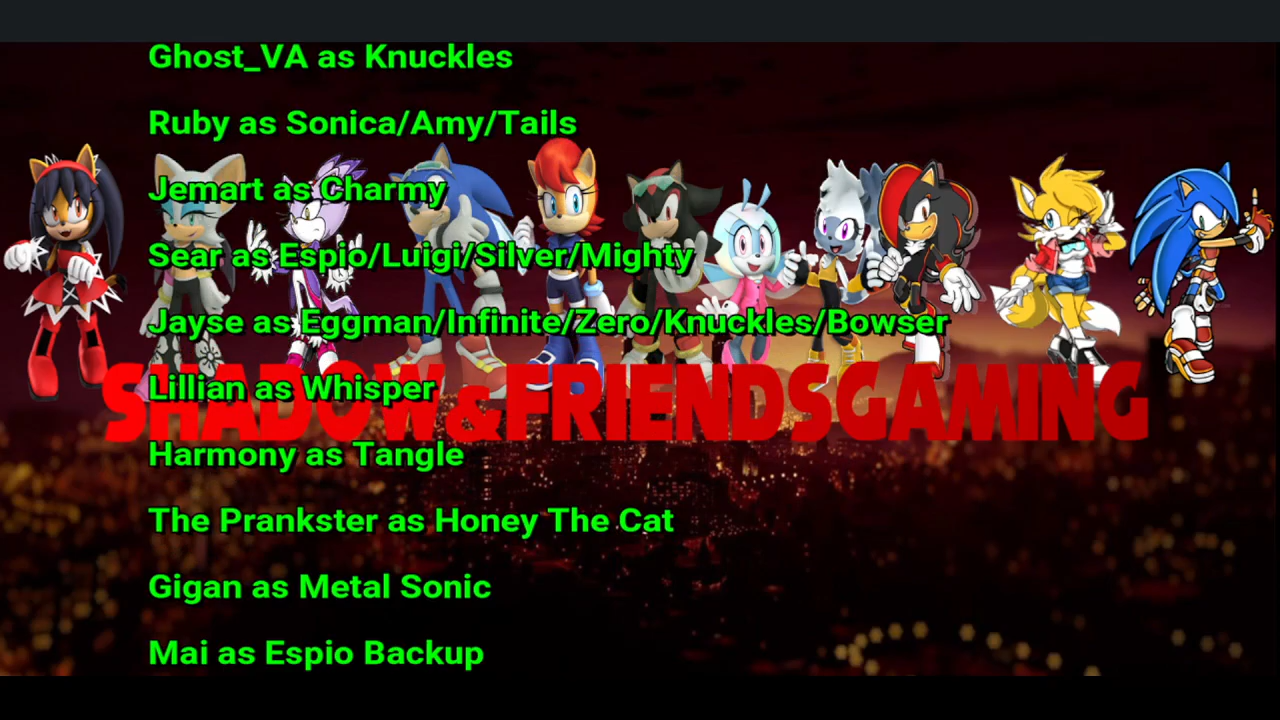 Ghost_VA as Knuckles
Ruby as Sonica/Amy/Tails
Jemart as Charmy
Sear as Espio/Luigi/Silver/Mighty
Jayse as Eggman/Infinite/Zero/Knuckles/Bowser
Lillian as Whisper
SHADOW&FRIENDSGAMING
Harmony as Tangle
The Prankster as Honey The Cat
Gigan as Metal Sonic
Mai as Espio Backup